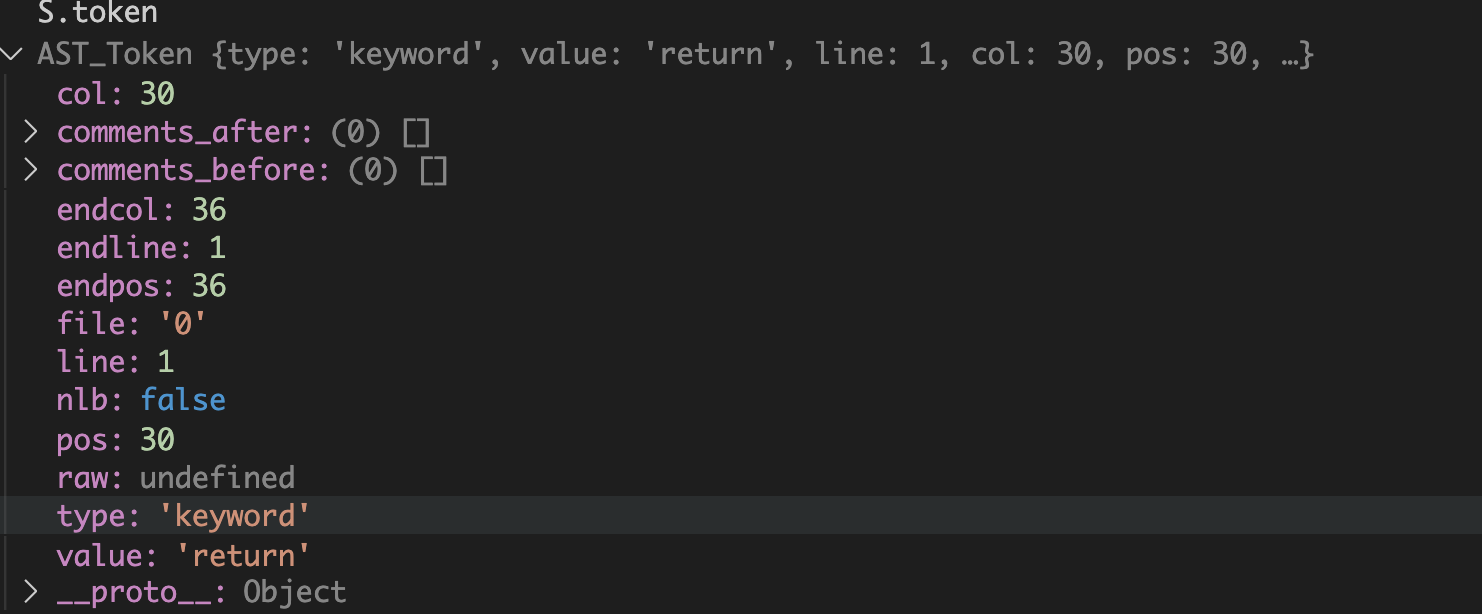 S.token
AST_Token {type: 'keyword', value: 'return', line: 1, col: 30, pos: 30, …}
col: 30
comments_after: (0) []
comments_before: (0) []
endcol: 36
endline: 1
endpos: 36
file: '0'
line: 1
nlb: false
pos: 30
raw: undefined
type: 'keyword'
value: 'return'
__proto__: Object